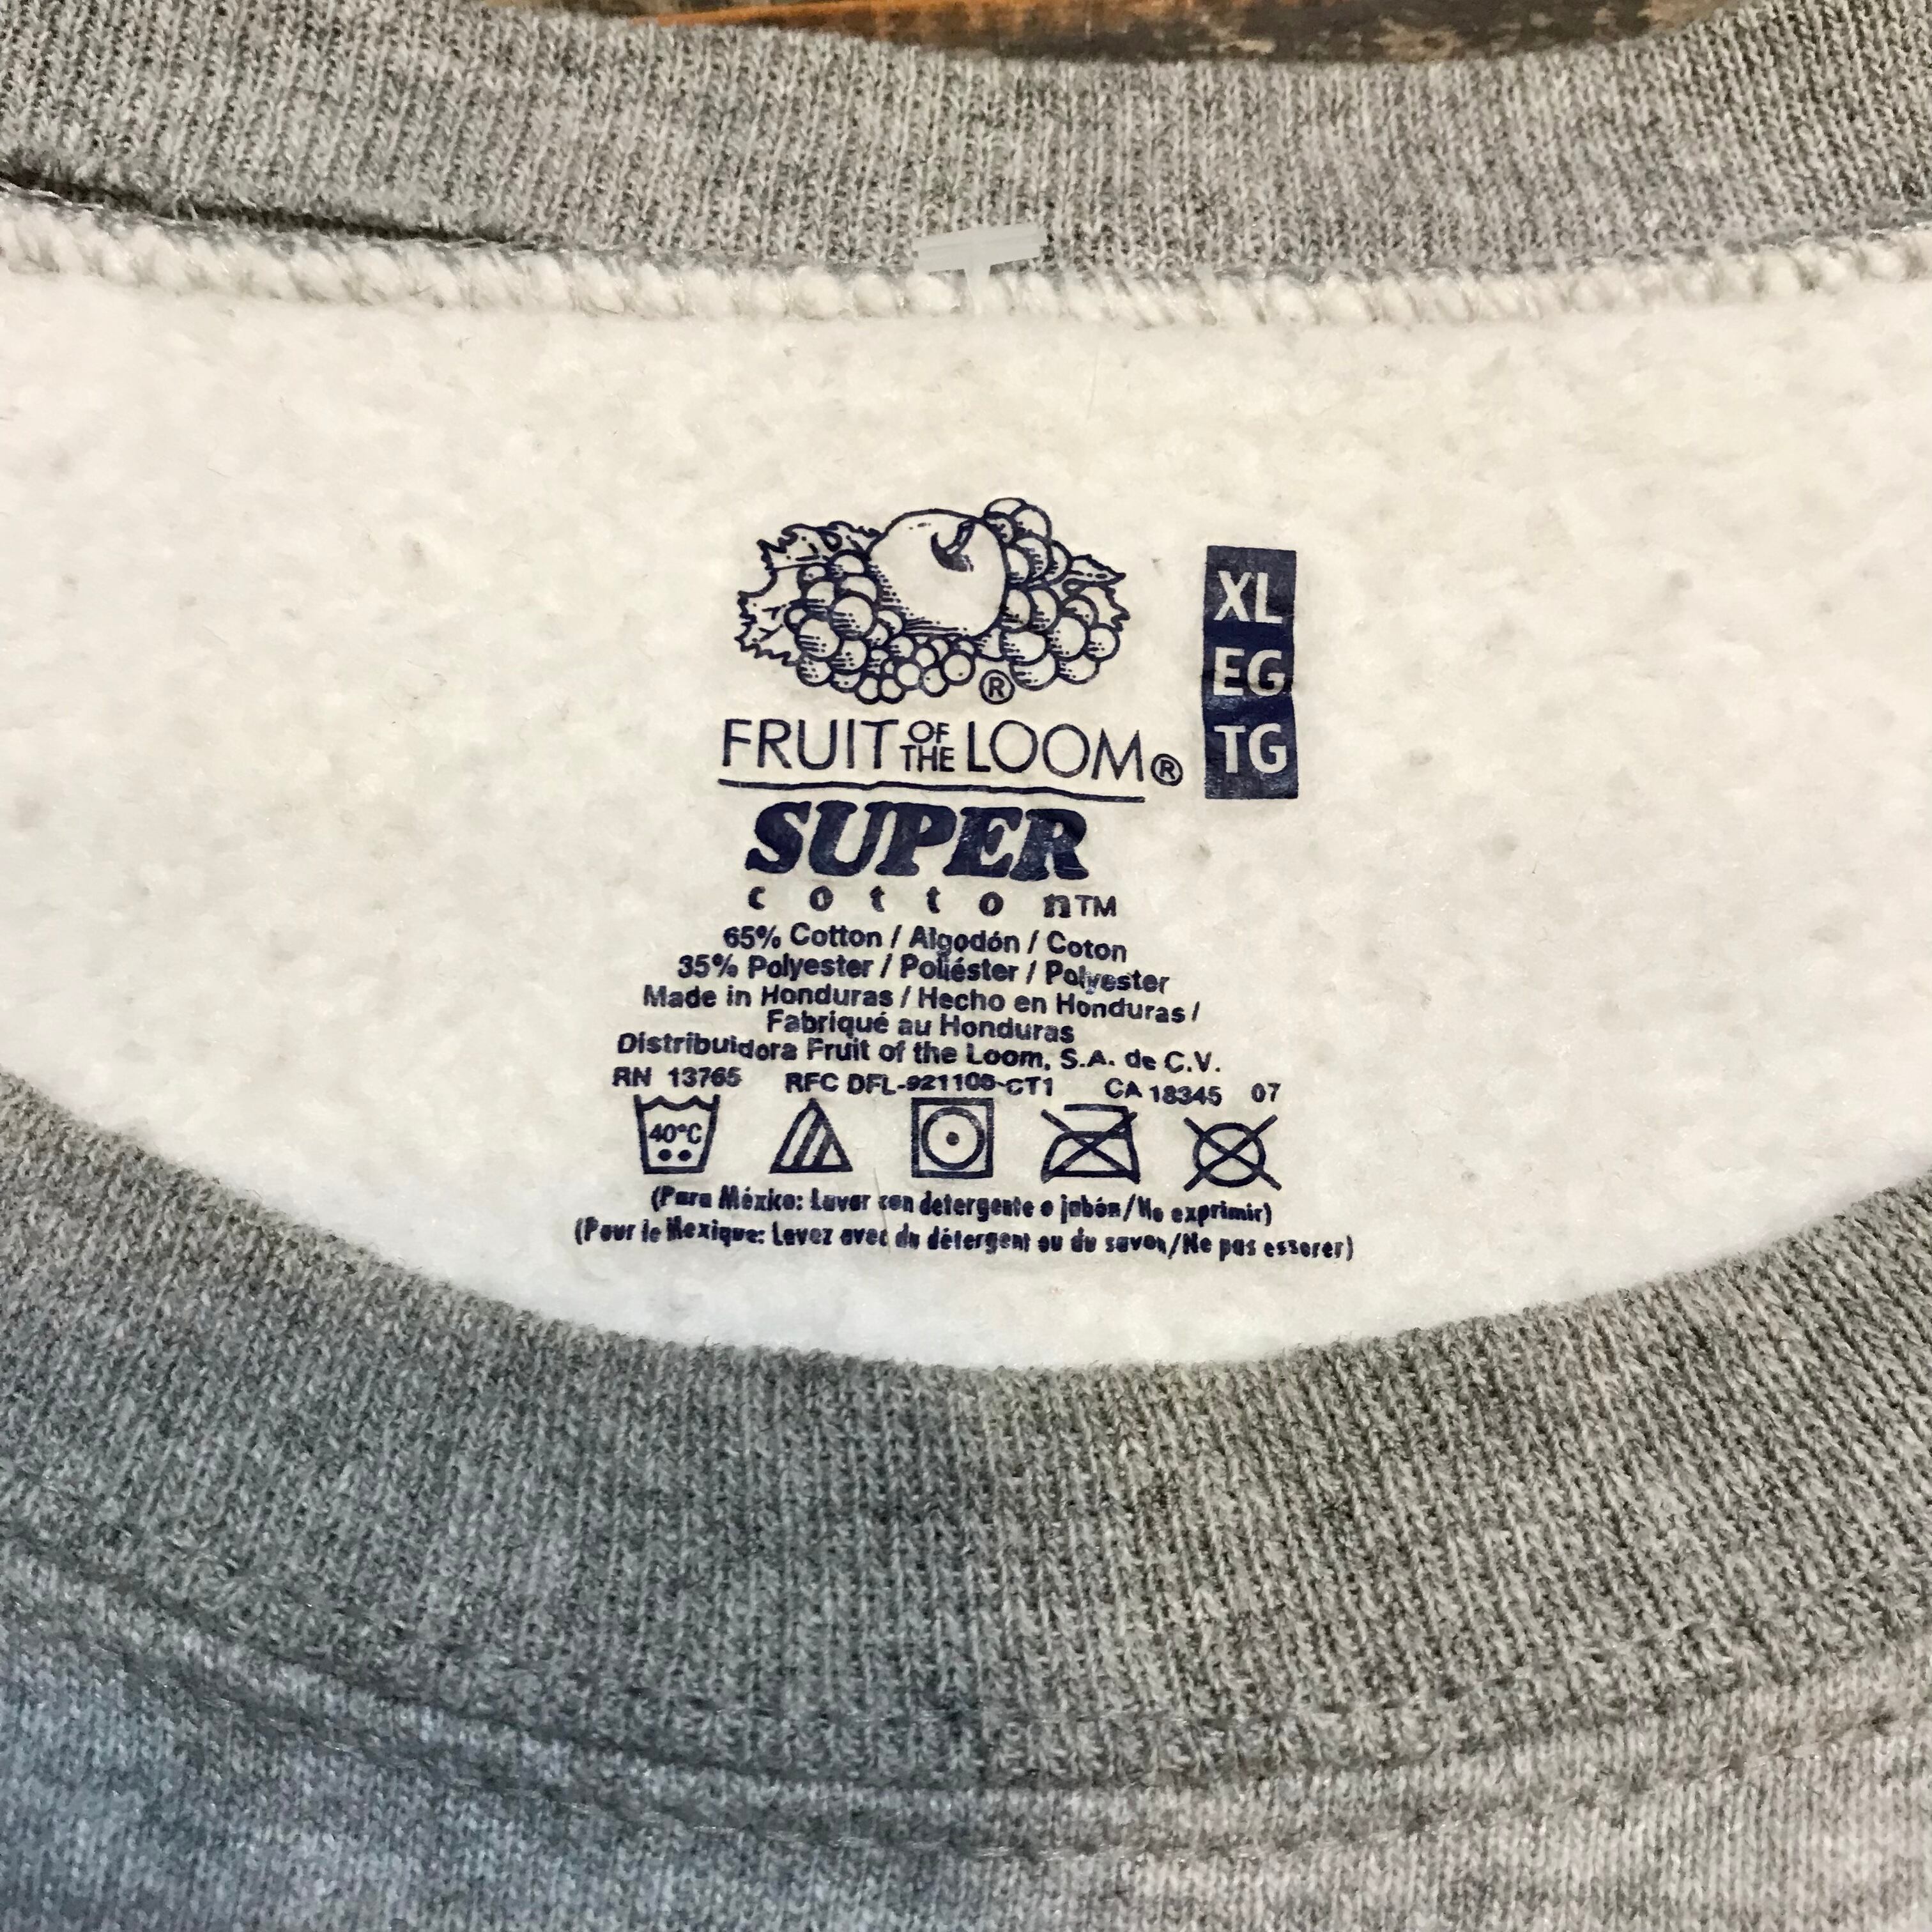 ®
FRUIT OF THE LOOM®
XL
EG
TG
SUPER
cotton™
65% Cotton / Algodón / Coton
35% Polyester / Poliéster / Polyester
Made in Honduras / Hecho en Honduras /
Fabriqué au Honduras
Distribuidora Fruit of the Loom, S.A. de C.V.
RN 13765 RFC DFL-921105-CT1 CA 18345 07
40°C
(Para México: Lavar con detergente o jabón/No exprimir)
(Pour le Mexique: Lavez avec du détergent ou du savon/Ne pas essorer)